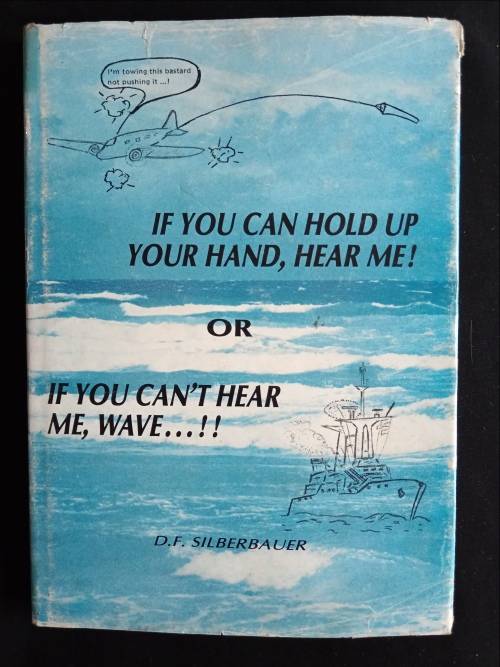 I'm towing this bastard
not pushing it ...!
IF YOU CAN HOLD UP
YOUR HAND, HEAR ME!
OR
IF YOU CAN'T HEAR
ME, WAVE...!!
D.F. SILBERBAUER